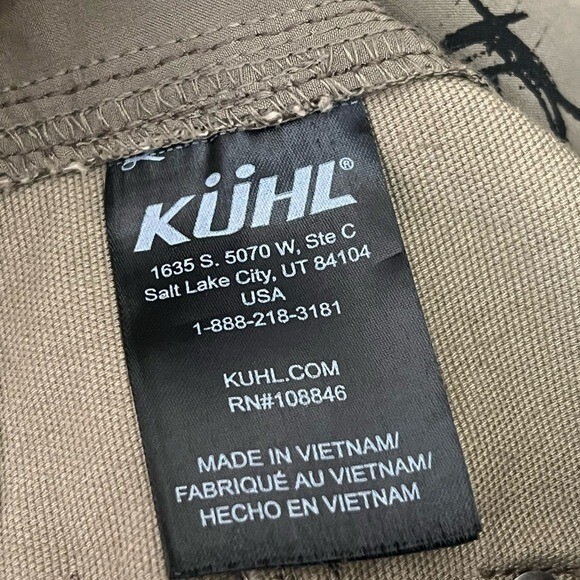 KÜHL®
1635 S. 5070 W, Ste C
Salt Lake City, UT 84104
USA
1-888-218-3181
KUHL.COM
RN#108846
MADE IN VIETNAM/
FABRIQUÉ AU VIETNAM/
HECHO EN VIETNAM